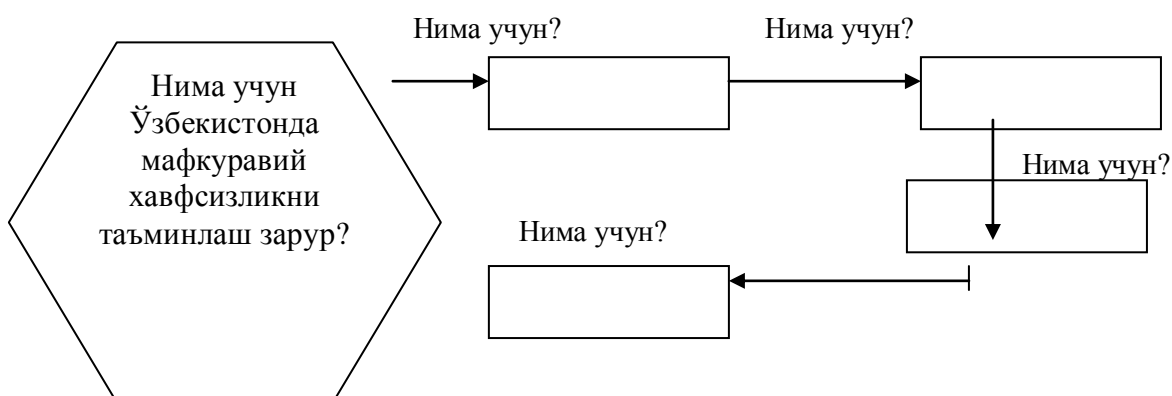 Нима учун?
Нима учун?
Нима учун
Ўзбекистонда
мафкуравий
хавфсизликни
таъминлаш зарур?
Нима учун?
Нима учун?